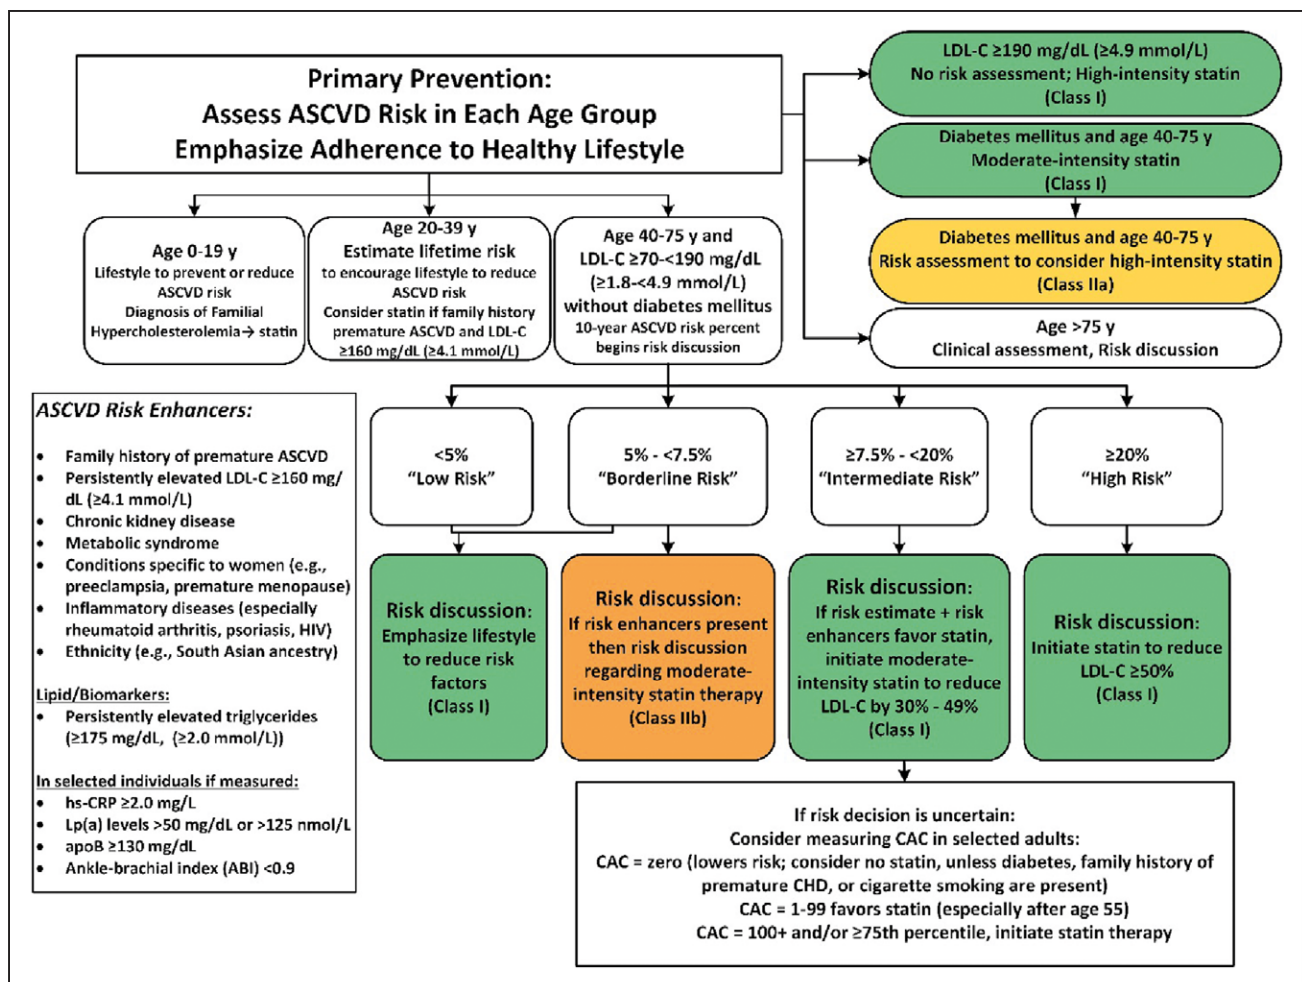 Primary Prevention:
Assess ASCVD Risk in Each Age Group
Emphasize Adherence to Healthy Lifestyle
LDL-C ≥190 mg/dL (≥4.9 mmol/L)
No risk assessment; High-intensity statin
(Class I)
Diabetes mellitus and age 40-75 y
Moderate-intensity statin
(Class I)
Diabetes mellitus and age 40-75 y
Risk assessment to consider high-intensity statin
(Class IIa)
Age >75 y
Clinical assessment, Risk discussion
Age 0-19 y
Lifestyle to prevent or reduce
ASCVD risk
Diagnosis of Familial
Hypercholesterolemia→ statin
Age 20-39 y
Estimate lifetime risk
to encourage lifestyle to reduce
ASCVD risk
Consider statin if family history
premature ASCVD and LDL-C
≥160 mg/dL (≥4.1 mmol/L)
Age 40-75 y and
LDL-C ≥70-<190 mg/dL
(≥1.8-<4.9 mmol/L)
without diabetes mellitus
10-year ASCVD risk percent
begins risk discussion
<5%
“Low Risk”
5% - <7.5%
“Borderline Risk”
≥7.5% - <20%
“Intermediate Risk”
≥20%
“High Risk”
Risk discussion:
Emphasize lifestyle
to reduce risk
factors
(Class I)
Risk discussion:
If risk enhancers present
then risk discussion
regarding moderate-
intensity statin therapy
(Class IIb)
Risk discussion:
If risk estimate + risk
enhancers favor statin,
initiate moderate-
intensity statin to reduce
LDL-C by 30% - 49%
(Class I)
Risk discussion:
Initiate statin to reduce
LDL-C ≥50%
(Class I)
If risk decision is uncertain:
Consider measuring CAC in selected adults:
CAC = zero (lowers risk; consider no statin, unless diabetes, family history of
premature CHD, or cigarette smoking are present)
CAC = 1-99 favors statin (especially after age 55)
CAC = 100+ and/or ≥75th percentile, initiate statin therapy
ASCVD Risk Enhancers:
• Family history of premature ASCVD
• Persistently elevated LDL-C ≥160 mg/
dL (≥4.1 mmol/L)
• Chronic kidney disease
• Metabolic syndrome
• Conditions specific to women (e.g.,
preeclampsia, premature menopause)
• Inflammatory diseases (especially
rheumatoid arthritis, psoriasis, HIV)
• Ethnicity (e.g., South Asian ancestry)
Lipid/Biomarkers:
• Persistently elevated triglycerides
(≥175 mg/dL, (≥2.0 mmol/L))
In selected individuals if measured:
• hs-CRP ≥2.0 mg/L
• Lp(a) levels >50 mg/dL or >125 nmol/L
• apoB ≥130 mg/dL
• Ankle-brachial index (ABI) <0.9